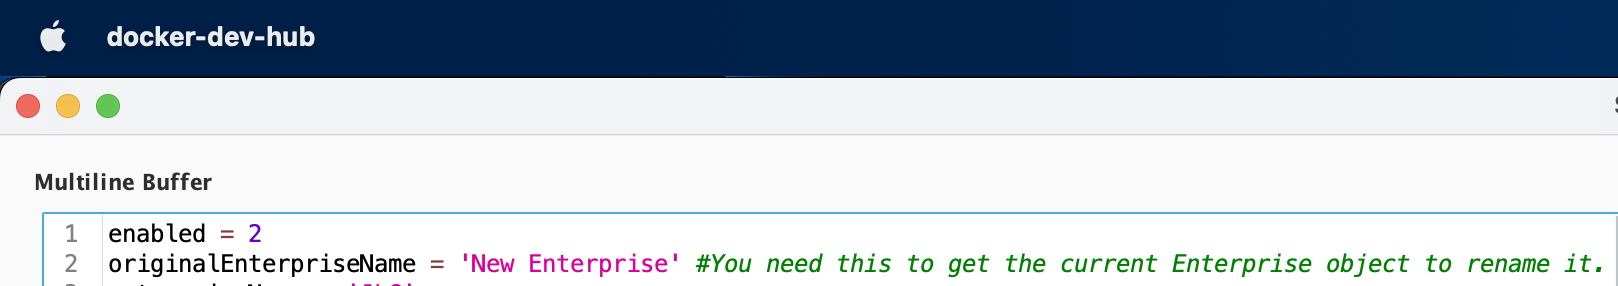 docker-dev-hub
Multiline Buffer
1 enabled = 2
2 originalEnterpriseName = 'New Enterprise' #You need this to get the current Enterprise object to rename it.